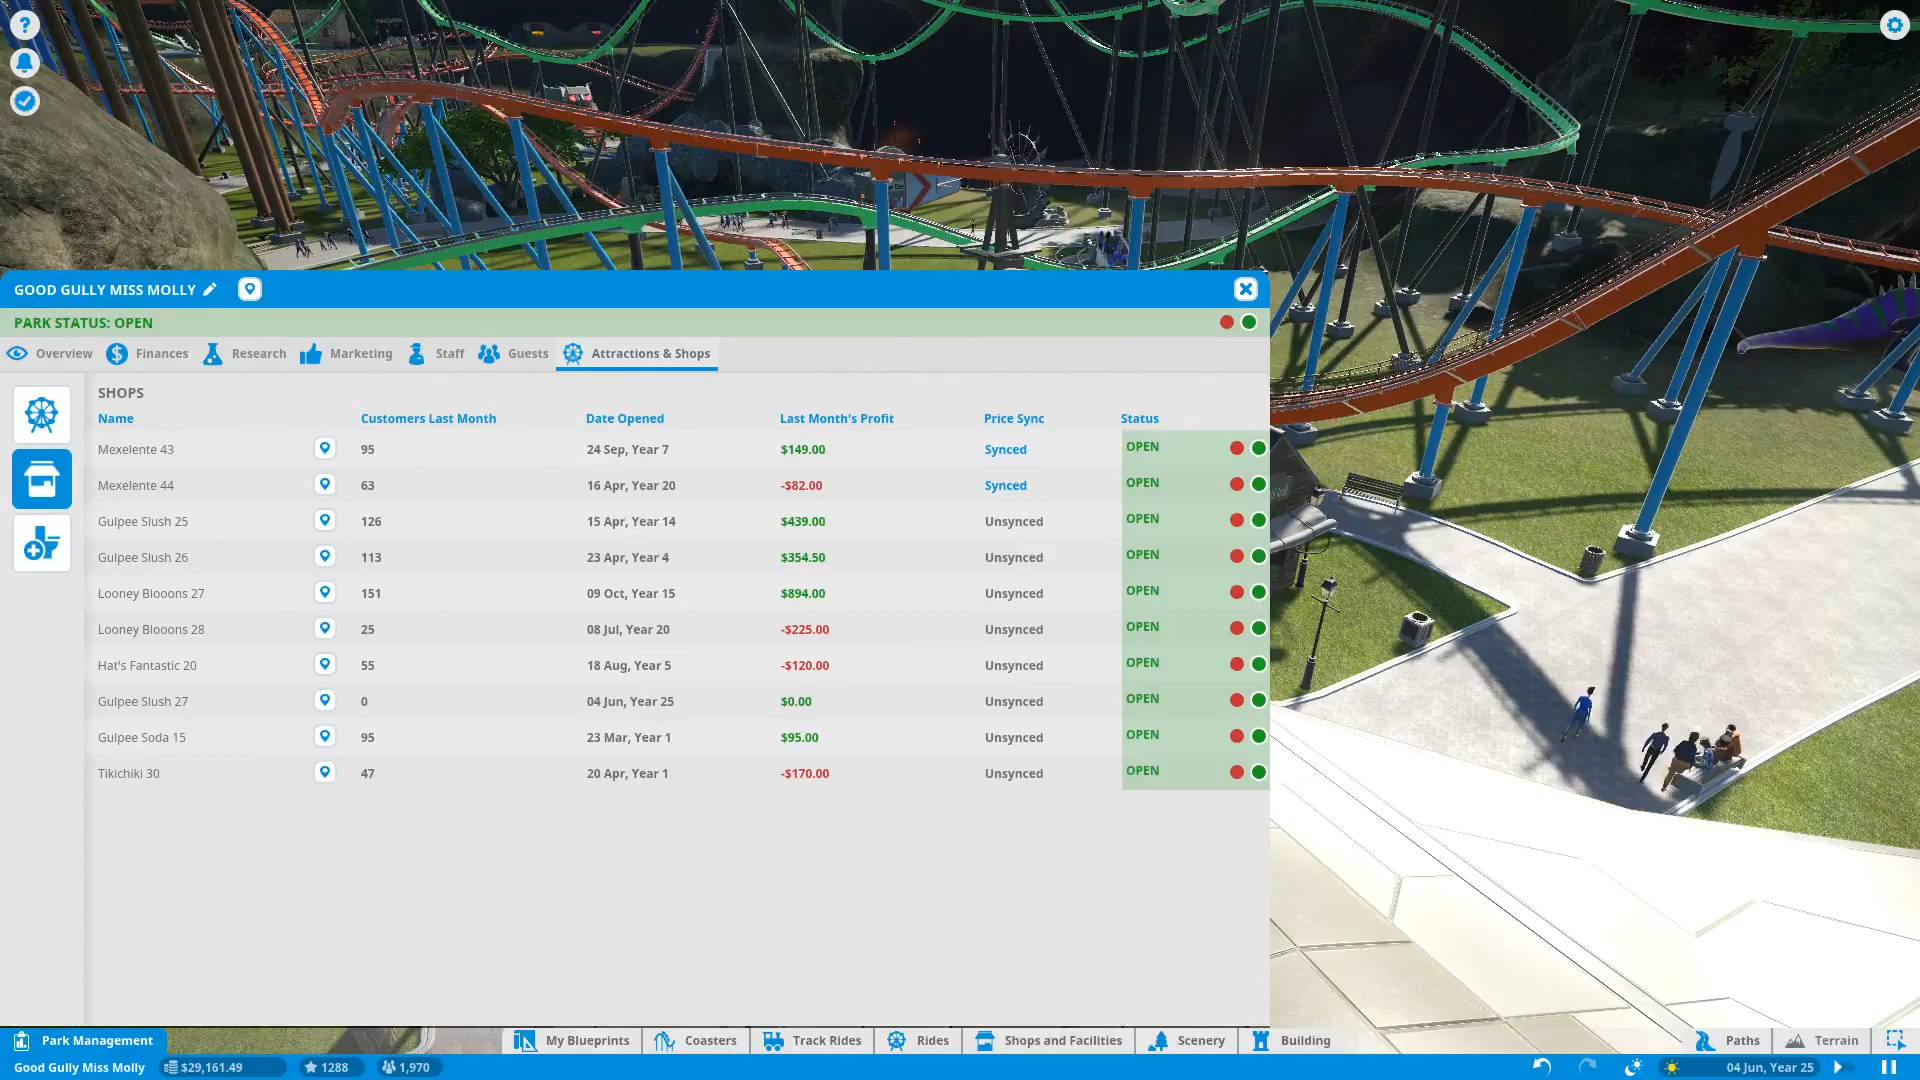 GOOD GULLY MISS MOLLY
PARK STATUS: OPEN
Overview Finances Research Marketing Staff Guests Attractions & Shops
SHOPS
Name Customers Last Month Date Opened Last Month's Profit Price Sync Status
Mexelente 43 95 24 Sep, Year 7 $149.00 Synced OPEN
Mexelente 44 63 16 Apr, Year 20 -$82.00 Synced OPEN
Gulpee Slush 25 126 15 Apr, Year 14 $439.00 Unsynced OPEN
Gulpee Slush 26 113 23 Apr, Year 4 $354.50 Unsynced OPEN
Looney Blooons 27 151 09 Oct, Year 15 $894.00 Unsynced OPEN
Looney Blooons 28 25 08 Jul, Year 20 -$225.00 Unsynced OPEN
Hat's Fantastic 20 55 18 Aug, Year 5 -$120.00 Unsynced OPEN
Gulpee Slush 27 0 04 Jun, Year 25 $0.00 Unsynced OPEN
Gulpee Soda 15 95 23 Mar, Year 1 $95.00 Unsynced OPEN
Tikichiki 30 47 20 Apr, Year 1 -$170.00 Unsynced OPEN
Park Management My Blueprints Coasters Track Rides Rides Shops and Facilities Scenery Building Paths Terrain
Good Gully Miss Molly $29,161.49 1288 1,970 04 Jun, Year 25